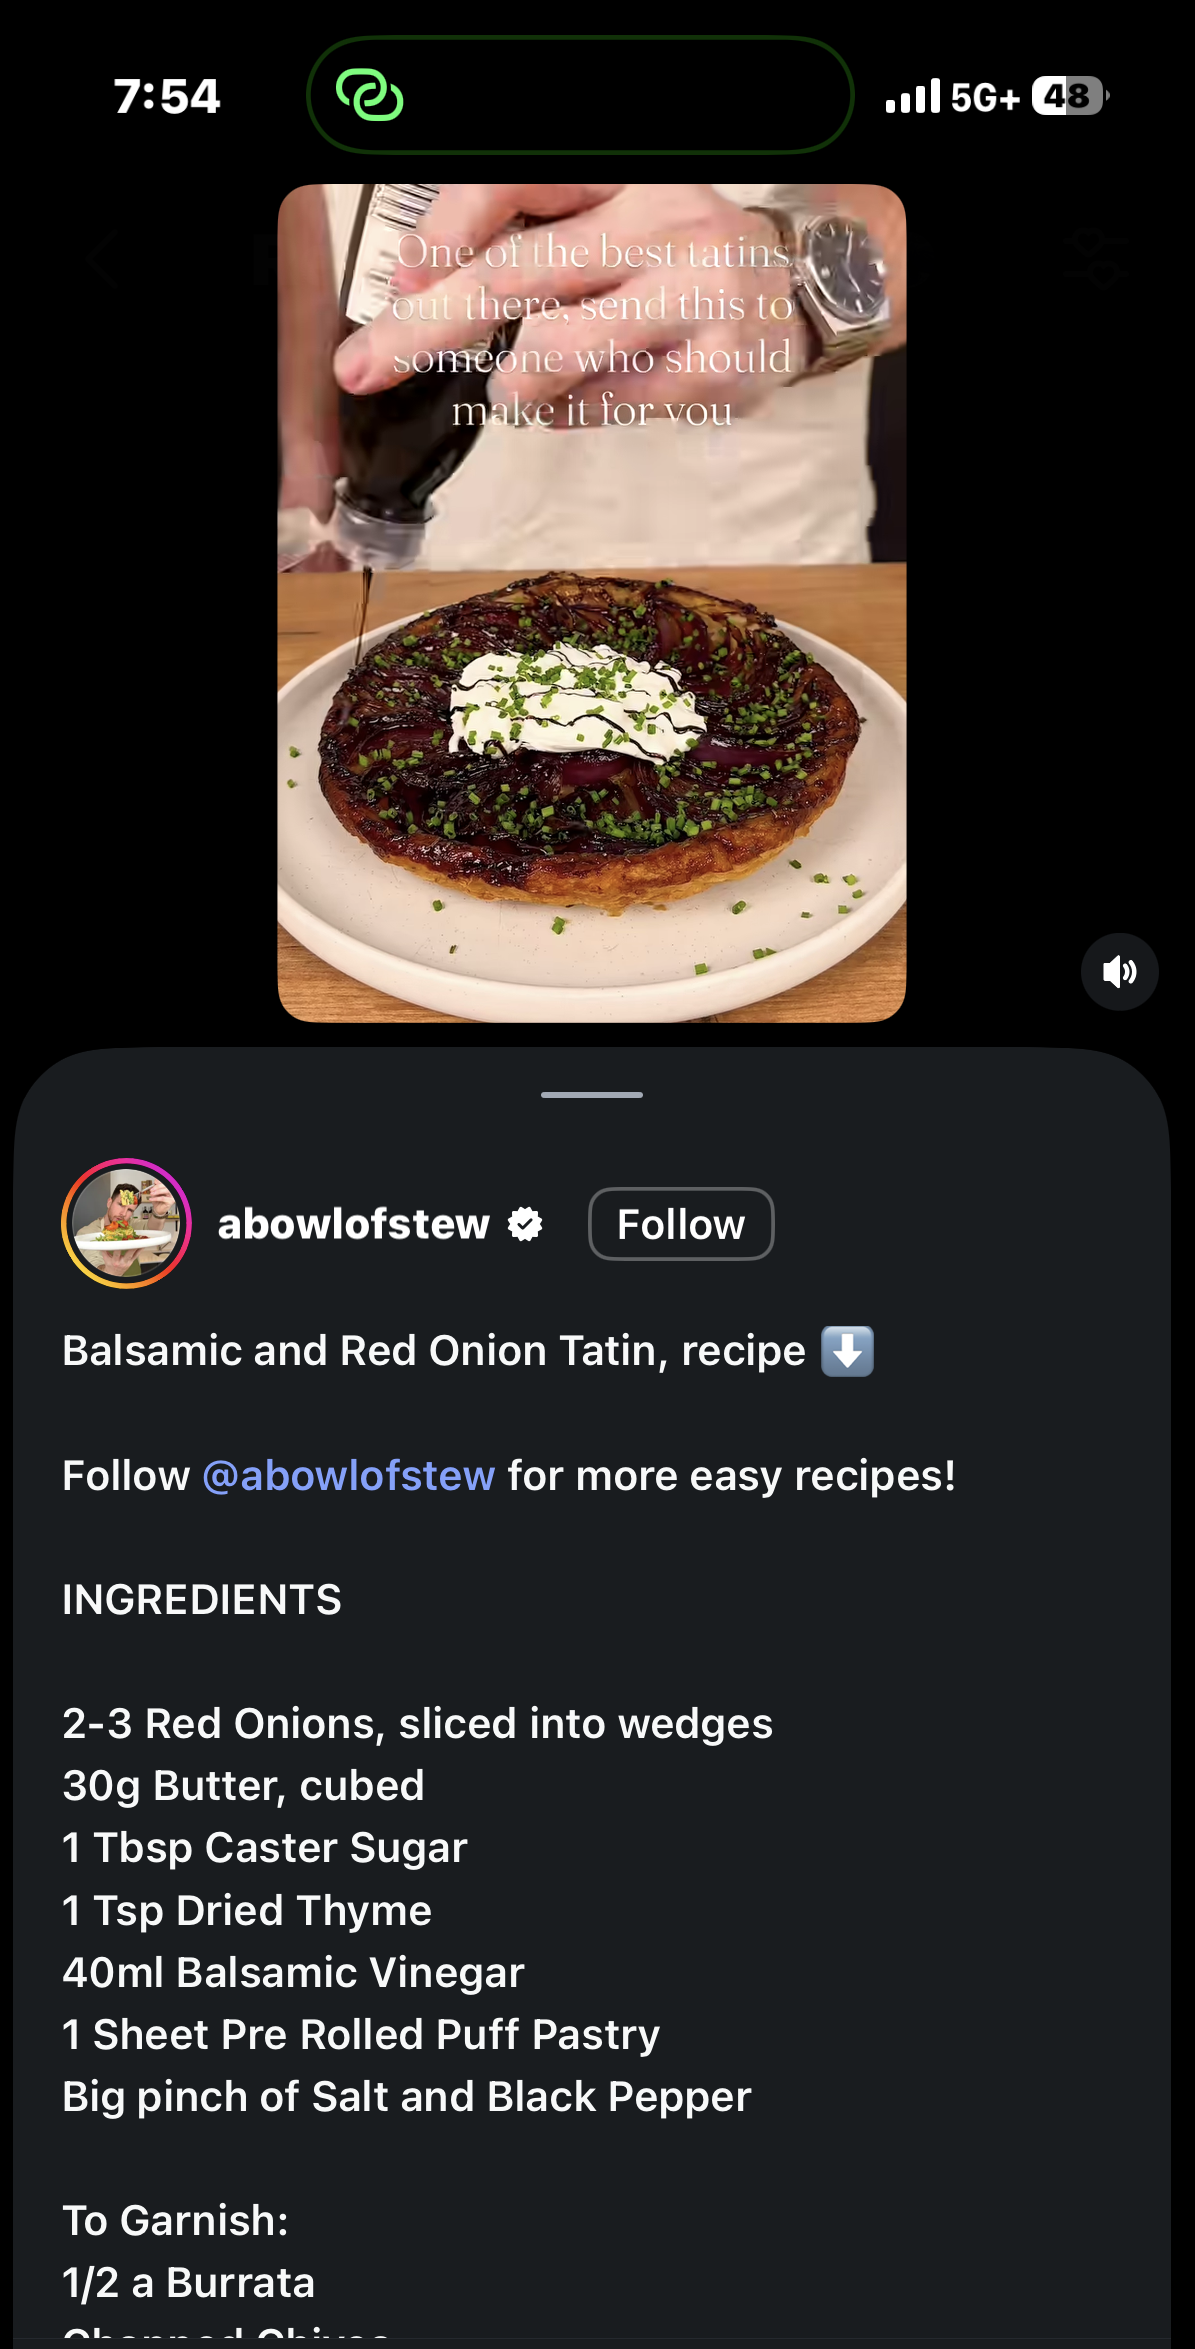 7:54
5G+ 48
One of the best tatins
out there, send this to
someone who should
make it for you
abowlofstew
Follow
Balsamic and Red Onion Tatin, recipe ⬇️
Follow @abowlofstew for more easy recipes!
INGREDIENTS
2-3 Red Onions, sliced into wedges
30g Butter, cubed
1 Tbsp Caster Sugar
1 Tsp Dried Thyme
40ml Balsamic Vinegar
1 Sheet Pre Rolled Puff Pastry
Big pinch of Salt and Black Pepper
To Garnish:
1/2 a Burrata
Chopped Chives